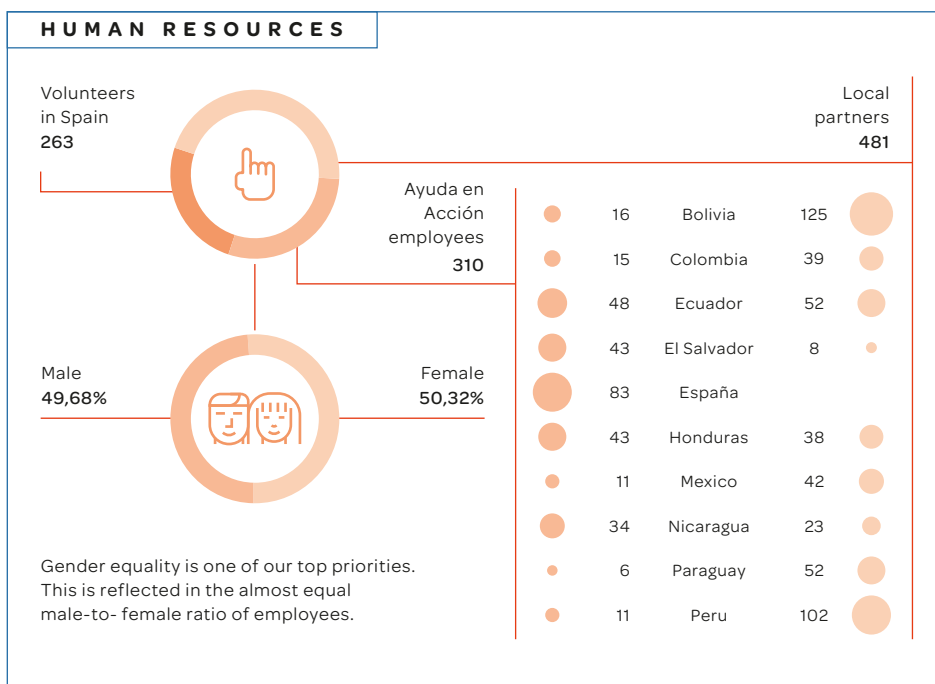 HUMAN RESOURCES
Volunteers
in Spain
263
Local
partners
481
Ayuda en
Acción
employees
310
16 Bolivia 125
15 Colombia 39
48 Ecuador 52
43 El Salvador 8
83 España
43 Honduras 38
11 Mexico 42
34 Nicaragua 23
6 Paraguay 52
11 Peru 102
Male
49,68%
Female
50,32%
Gender equality is one of our top priorities.
This is reflected in the almost equal
male-to- female ratio of employees.